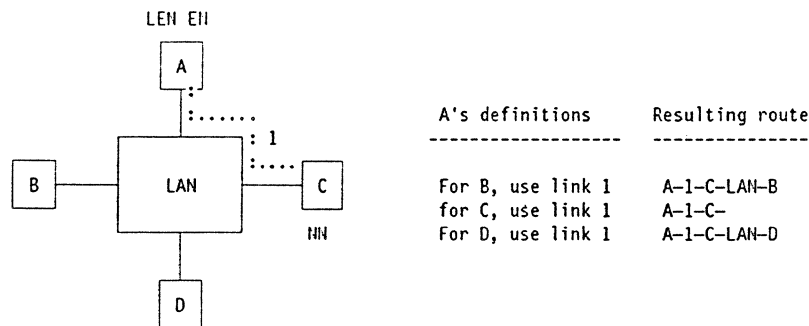 LEN EN
A
1
B
LAN
C
NN
D
A's definitions Resulting route
------------------- ---------------
For B, use link 1 A-1-C-LAN-B
for C, use link 1 A-1-C-
For D, use link 1 A-1-C-LAN-D